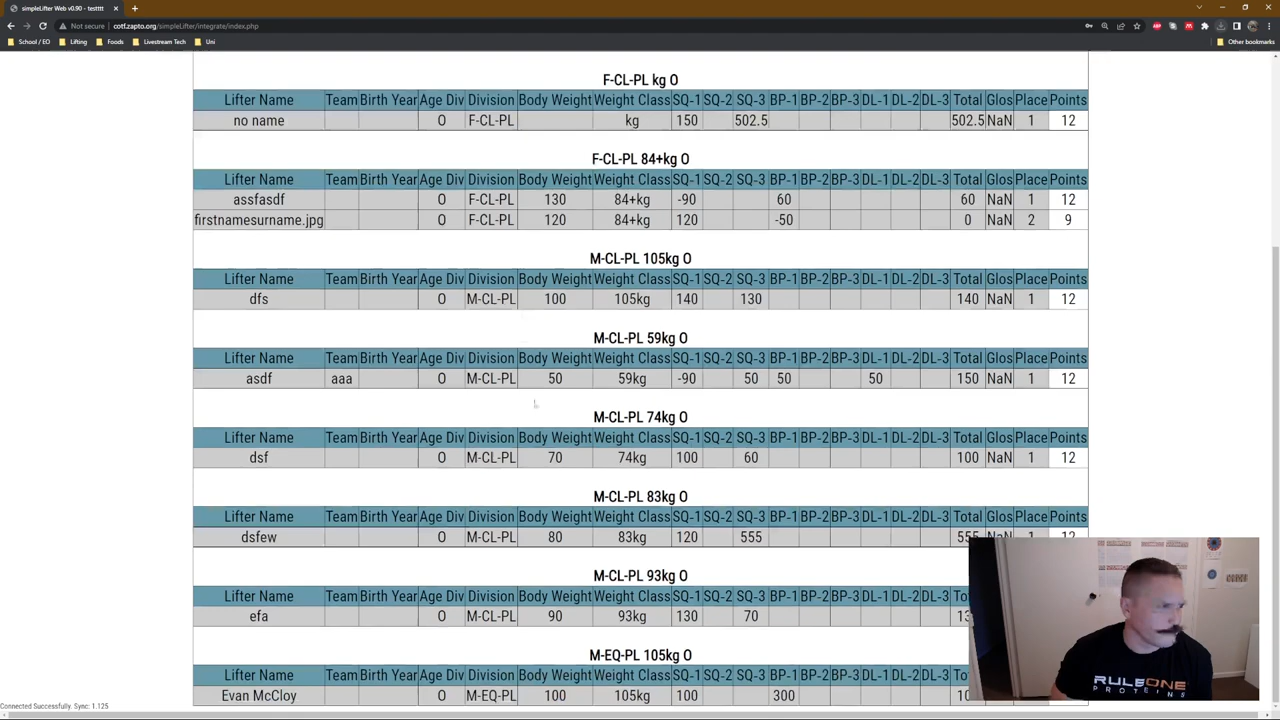 simpleLifter Web v0.90 - testttt
Not secure cotf.zapto.org/simpleLifter/integrate/index.php
School / EO Lifting Foods Livestream Tech Uni Other bookmarks
F-CL-PL kg O
Lifter Name Team Birth Year Age Div Division Body Weight Weight Class SQ-1 SQ-2 SQ-3 BP-1 BP-2 BP-3 DL-1 DL-2 DL-3 Total Glos Place Points
no name O F-CL-PL kg 150 502.5 502.5 NaN 1 12
F-CL-PL 84+kg O
Lifter Name Team Birth Year Age Div Division Body Weight Weight Class SQ-1 SQ-2 SQ-3 BP-1 BP-2 BP-3 DL-1 DL-2 DL-3 Total Glos Place Points
assfasdf O F-CL-PL 130 84+kg -90 60 60 NaN 1 12
firstnamesurname.jpg O F-CL-PL 120 84+kg 120 -50 0 NaN 2 9
M-CL-PL 105kg O
Lifter Name Team Birth Year Age Div Division Body Weight Weight Class SQ-1 SQ-2 SQ-3 BP-1 BP-2 BP-3 DL-1 DL-2 DL-3 Total Glos Place Points
dfs O M-CL-PL 100 105kg 140 130 140 NaN 1 12
M-CL-PL 59kg O
Lifter Name Team Birth Year Age Div Division Body Weight Weight Class SQ-1 SQ-2 SQ-3 BP-1 BP-2 BP-3 DL-1 DL-2 DL-3 Total Glos Place Points
asdf aaa O M-CL-PL 50 59kg -90 50 50 50 150 NaN 1 12
M-CL-PL 74kg O
Lifter Name Team Birth Year Age Div Division Body Weight Weight Class SQ-1 SQ-2 SQ-3 BP-1 BP-2 BP-3 DL-1 DL-2 DL-3 Total Glos Place Points
dsf O M-CL-PL 70 74kg 100 60 100 NaN 1 12
M-CL-PL 83kg O
Lifter Name Team Birth Year Age Div Division Body Weight Weight Class SQ-1 SQ-2 SQ-3 BP-1 BP-2 BP-3 DL-1 DL-2 DL-3 Total Glos Place Points
dsfew O M-CL-PL 80 83kg 120 555 555 NaN 1 12
M-CL-PL 93kg O
Lifter Name Team Birth Year Age Div Division Body Weight Weight Class SQ-1 SQ-2 SQ-3 BP-1 BP-2 BP-3 DL-1 DL-2 DL-3
efa O M-CL-PL 90 93kg 130 70
M-EQ-PL 105kg O
Lifter Name Team Birth Year Age Div Division Body Weight Weight Class SQ-1 SQ-2 SQ-3 BP-1 BP-2 BP-3 DL-1 DL-2 DL-3
Evan McCloy O M-EQ-PL 100 105kg 100 300
RULEONE
PROTEINS
Connected Successfully. Sync: 1.125